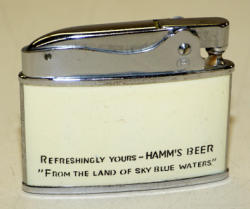 REFRESHINGLY YOURS ~ HAMM'S BEER
"FROM THE LAND OF SKY BLUE WATERS."